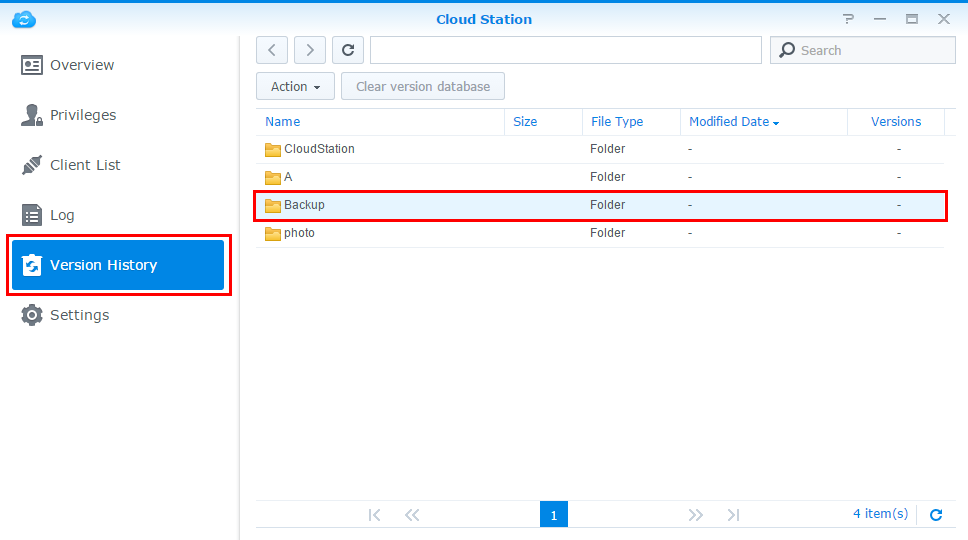 Cloud Station
Overview
Privileges
Client List
Log
Version History
Settings
Search
Action
Clear version database
Name Size File Type Modified Date Versions
CloudStation Folder - -
A Folder - -
Backup Folder - -
photo Folder - -
1
4 item(s)